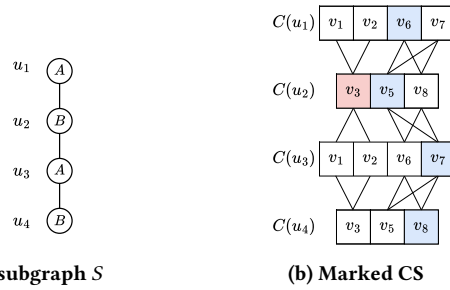 C(u₁) v₁ v₂ v₆ v₇
u₁ A
C(u₂) v₃ v₅ v₈
u₂ B
C(u₃) v₁ v₂ v₆ v₇
u₃ A
C(u₄) v₃ v₅ v₈
u₄ B
subgraph S
(b) Marked CS